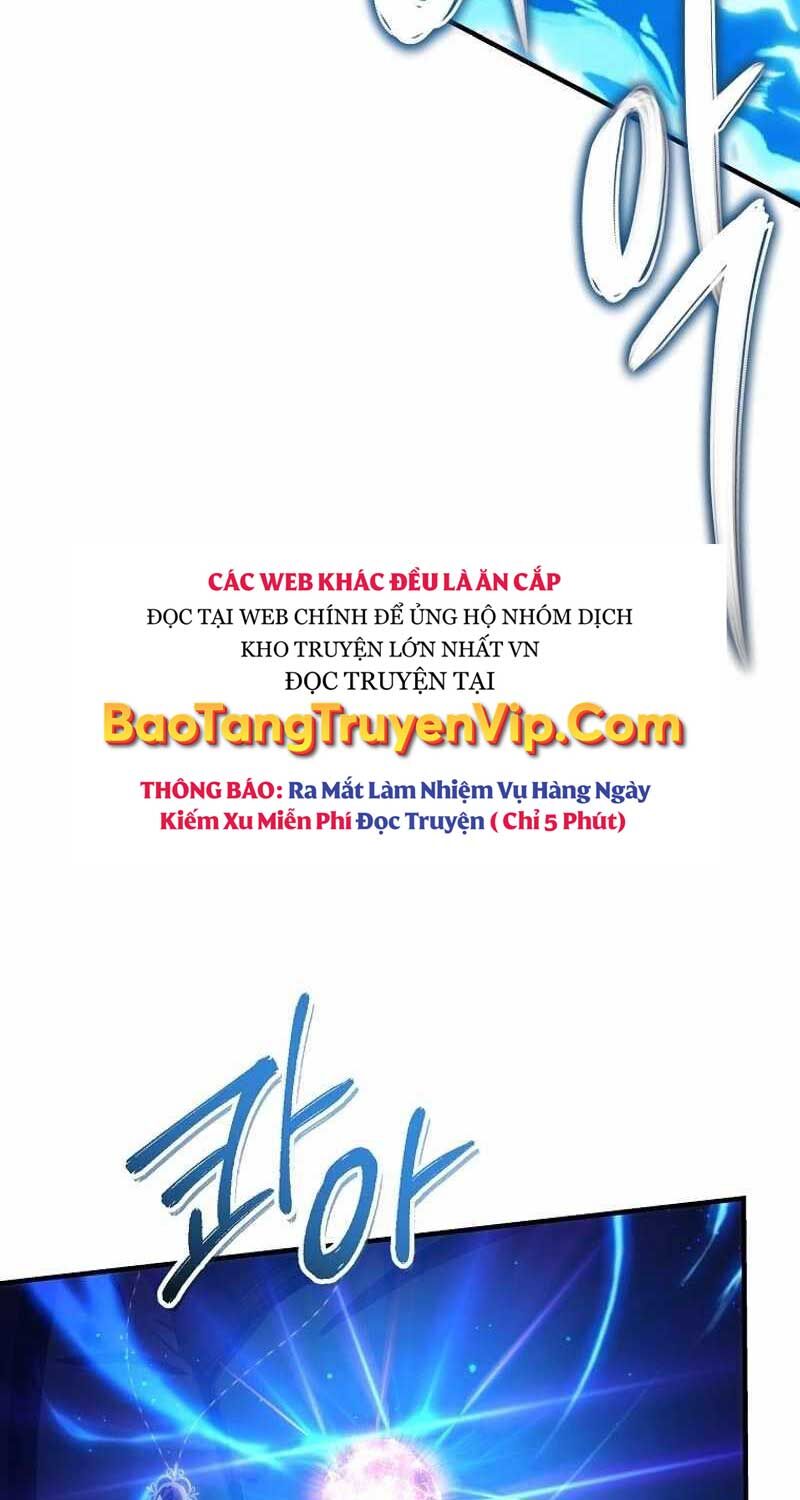 아
CÁC WEB KHÁC ĐỀU LÀ ĂN CẮP
ĐỌC TẠI WEB CHÍNH ĐỂ ỦNG HỘ NHÓM DỊCH
KHO TRUYỆN LỚN NHẤT VN
ĐỌC TRUYỆN TẠI
BaoTangTruyenVip.Com
THÔNG BÁO: Ra Mắt Làm Nhiệm Vụ Hàng Ngày
Kiếm Xu Miễn Phí Đọc Truyện ( Chỉ 5 Phút)
파아